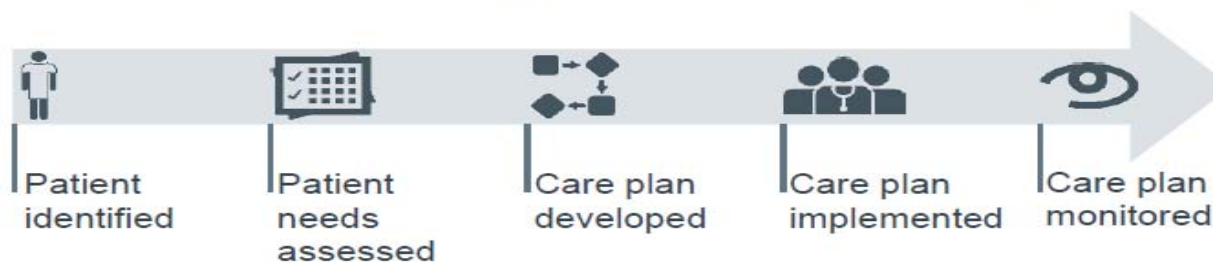 Patient
identified
Patient
needs
assessed
Care plan
developed
Care plan
implemented
Care plan
monitored